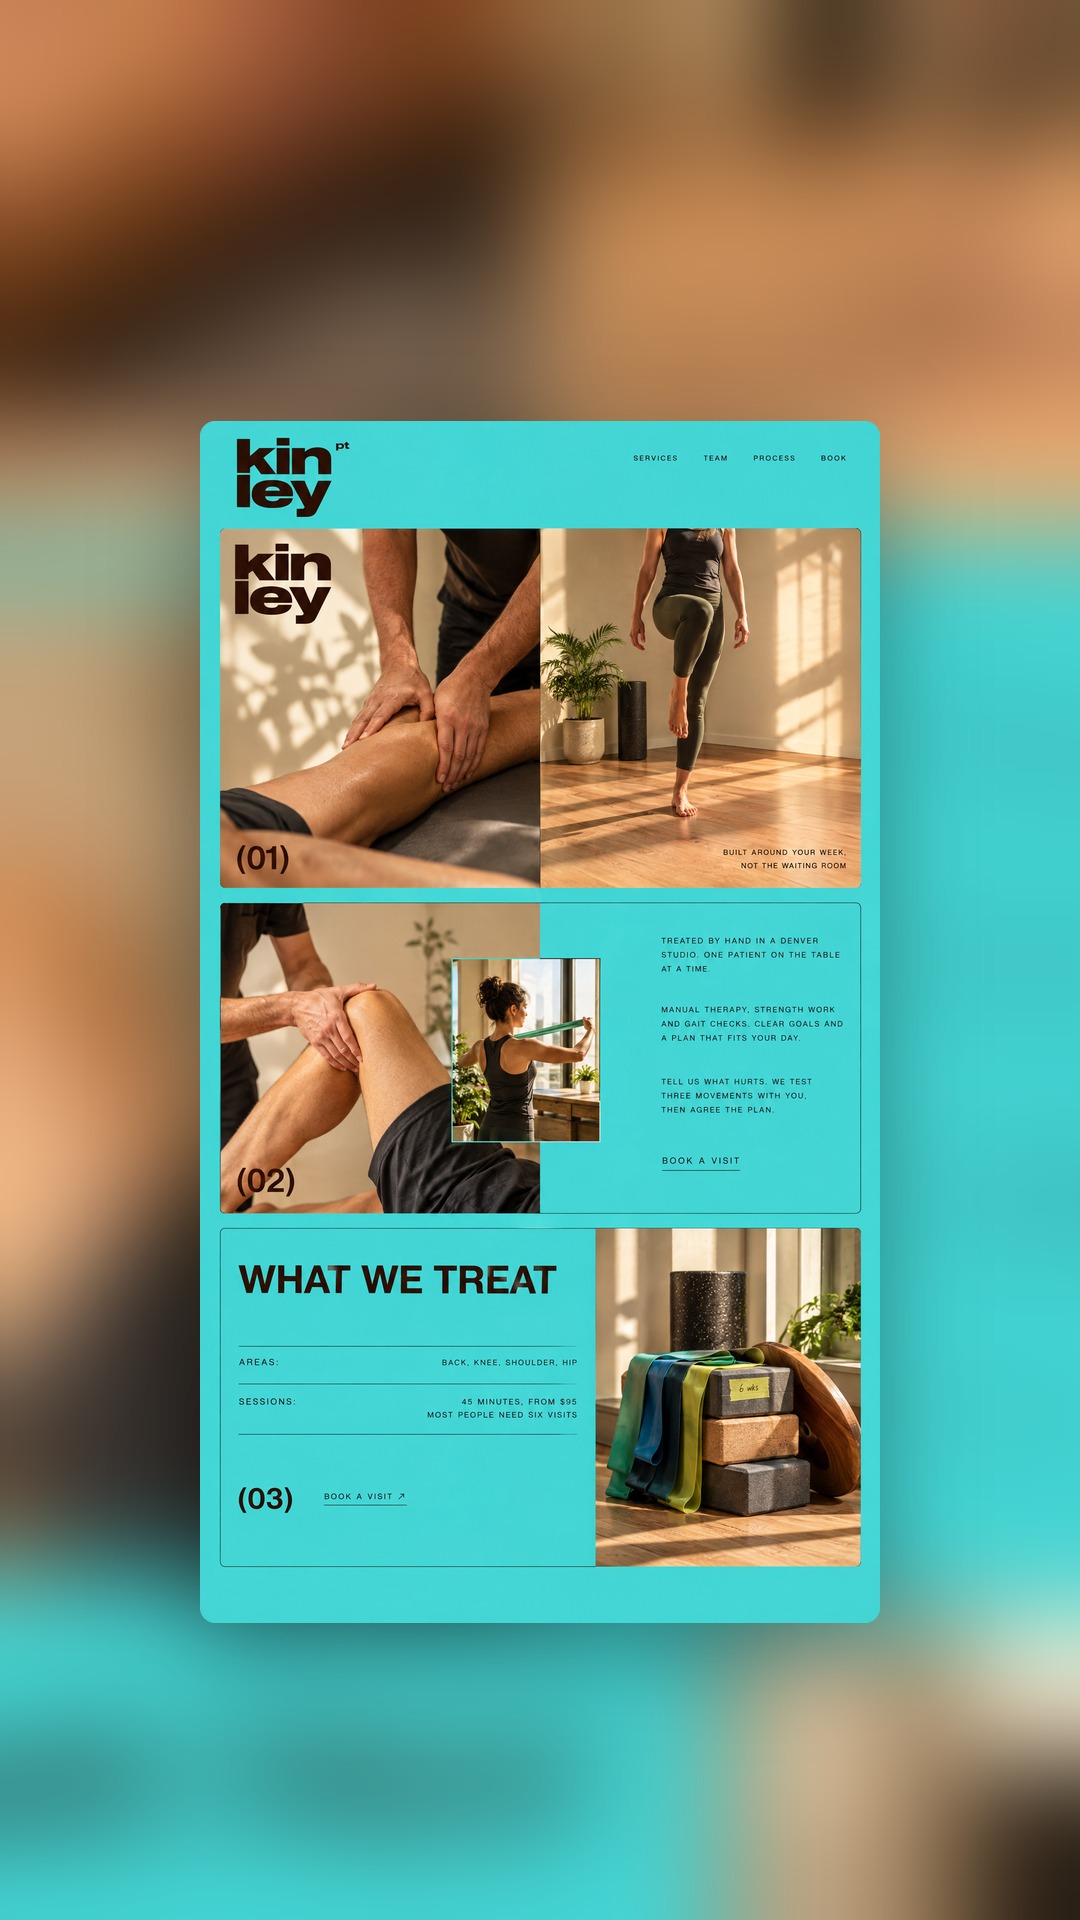 kin pt
ley
SERVICES TEAM PROCESS BOOK
kin
ley
(01)
BUILT AROUND YOUR WEEK,
NOT THE WAITING ROOM
TREATED BY HAND IN A DENVER
STUDIO. ONE PATIENT ON THE TABLE
AT A TIME.
MANUAL THERAPY, STRENGTH WORK
AND GAIT CHECKS. CLEAR GOALS AND
A PLAN THAT FITS YOUR DAY.
TELL US WHAT HURTS. WE TEST
THREE MOVEMENTS WITH YOU,
THEN AGREE THE PLAN.
BOOK A VISIT
(02)
WHAT WE TREAT
AREAS: BACK, KNEE, SHOULDER, HIP
SESSIONS: 45 MINUTES, FROM $95
MOST PEOPLE NEED SIX VISITS
6 wks
(03) BOOK A VISIT ↗